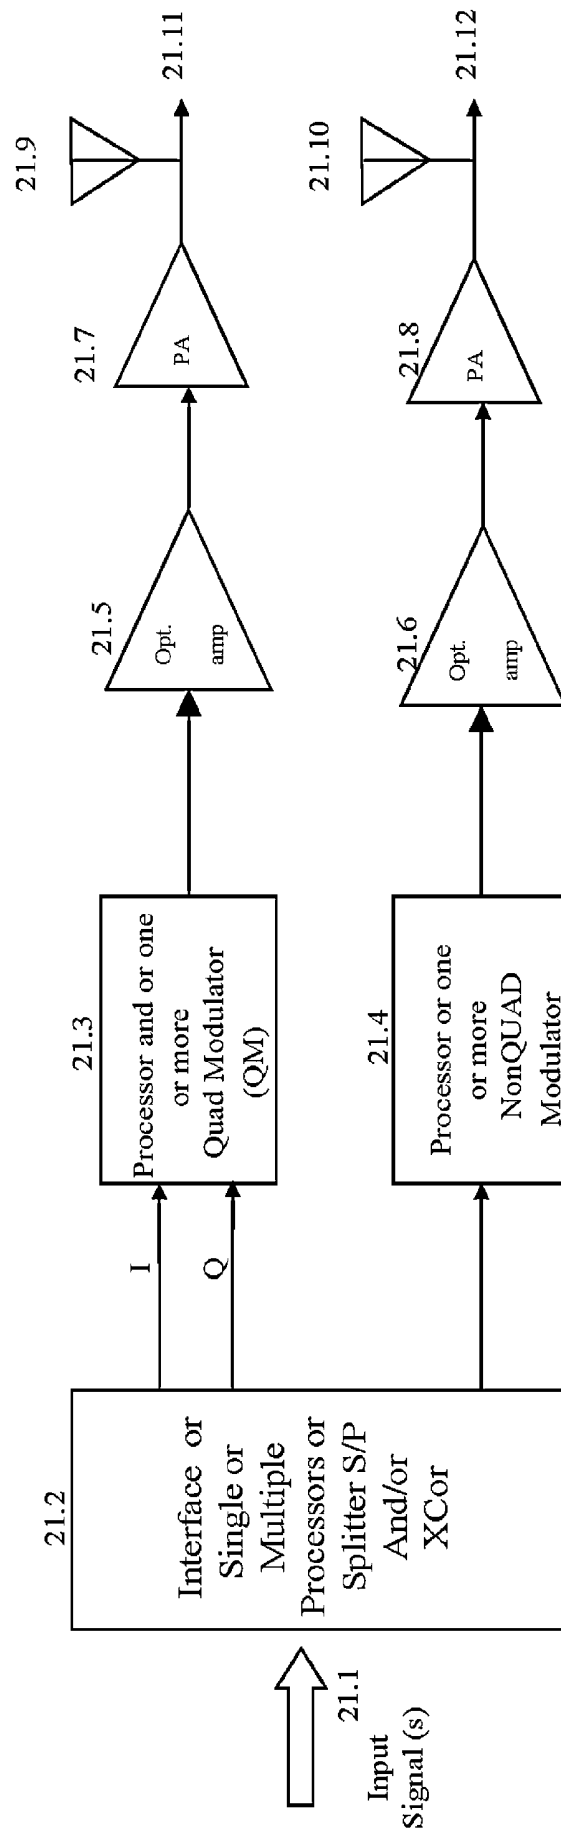 21.1
Input
Signal (s)
21.2
Interface or
Single or
Multiple
Processors or
Splitter S/P
And/or
XCor
I
Q
21.3
Processor and or one
or more
Quad Modulator
(QM)
21.5
Opt.
amp
21.7
PA
21.9
21.11
21.4
Processor or one
or more
NonQUAD
Modulator
21.6
Opt.
amp
21.8
PA
21.10
21.12